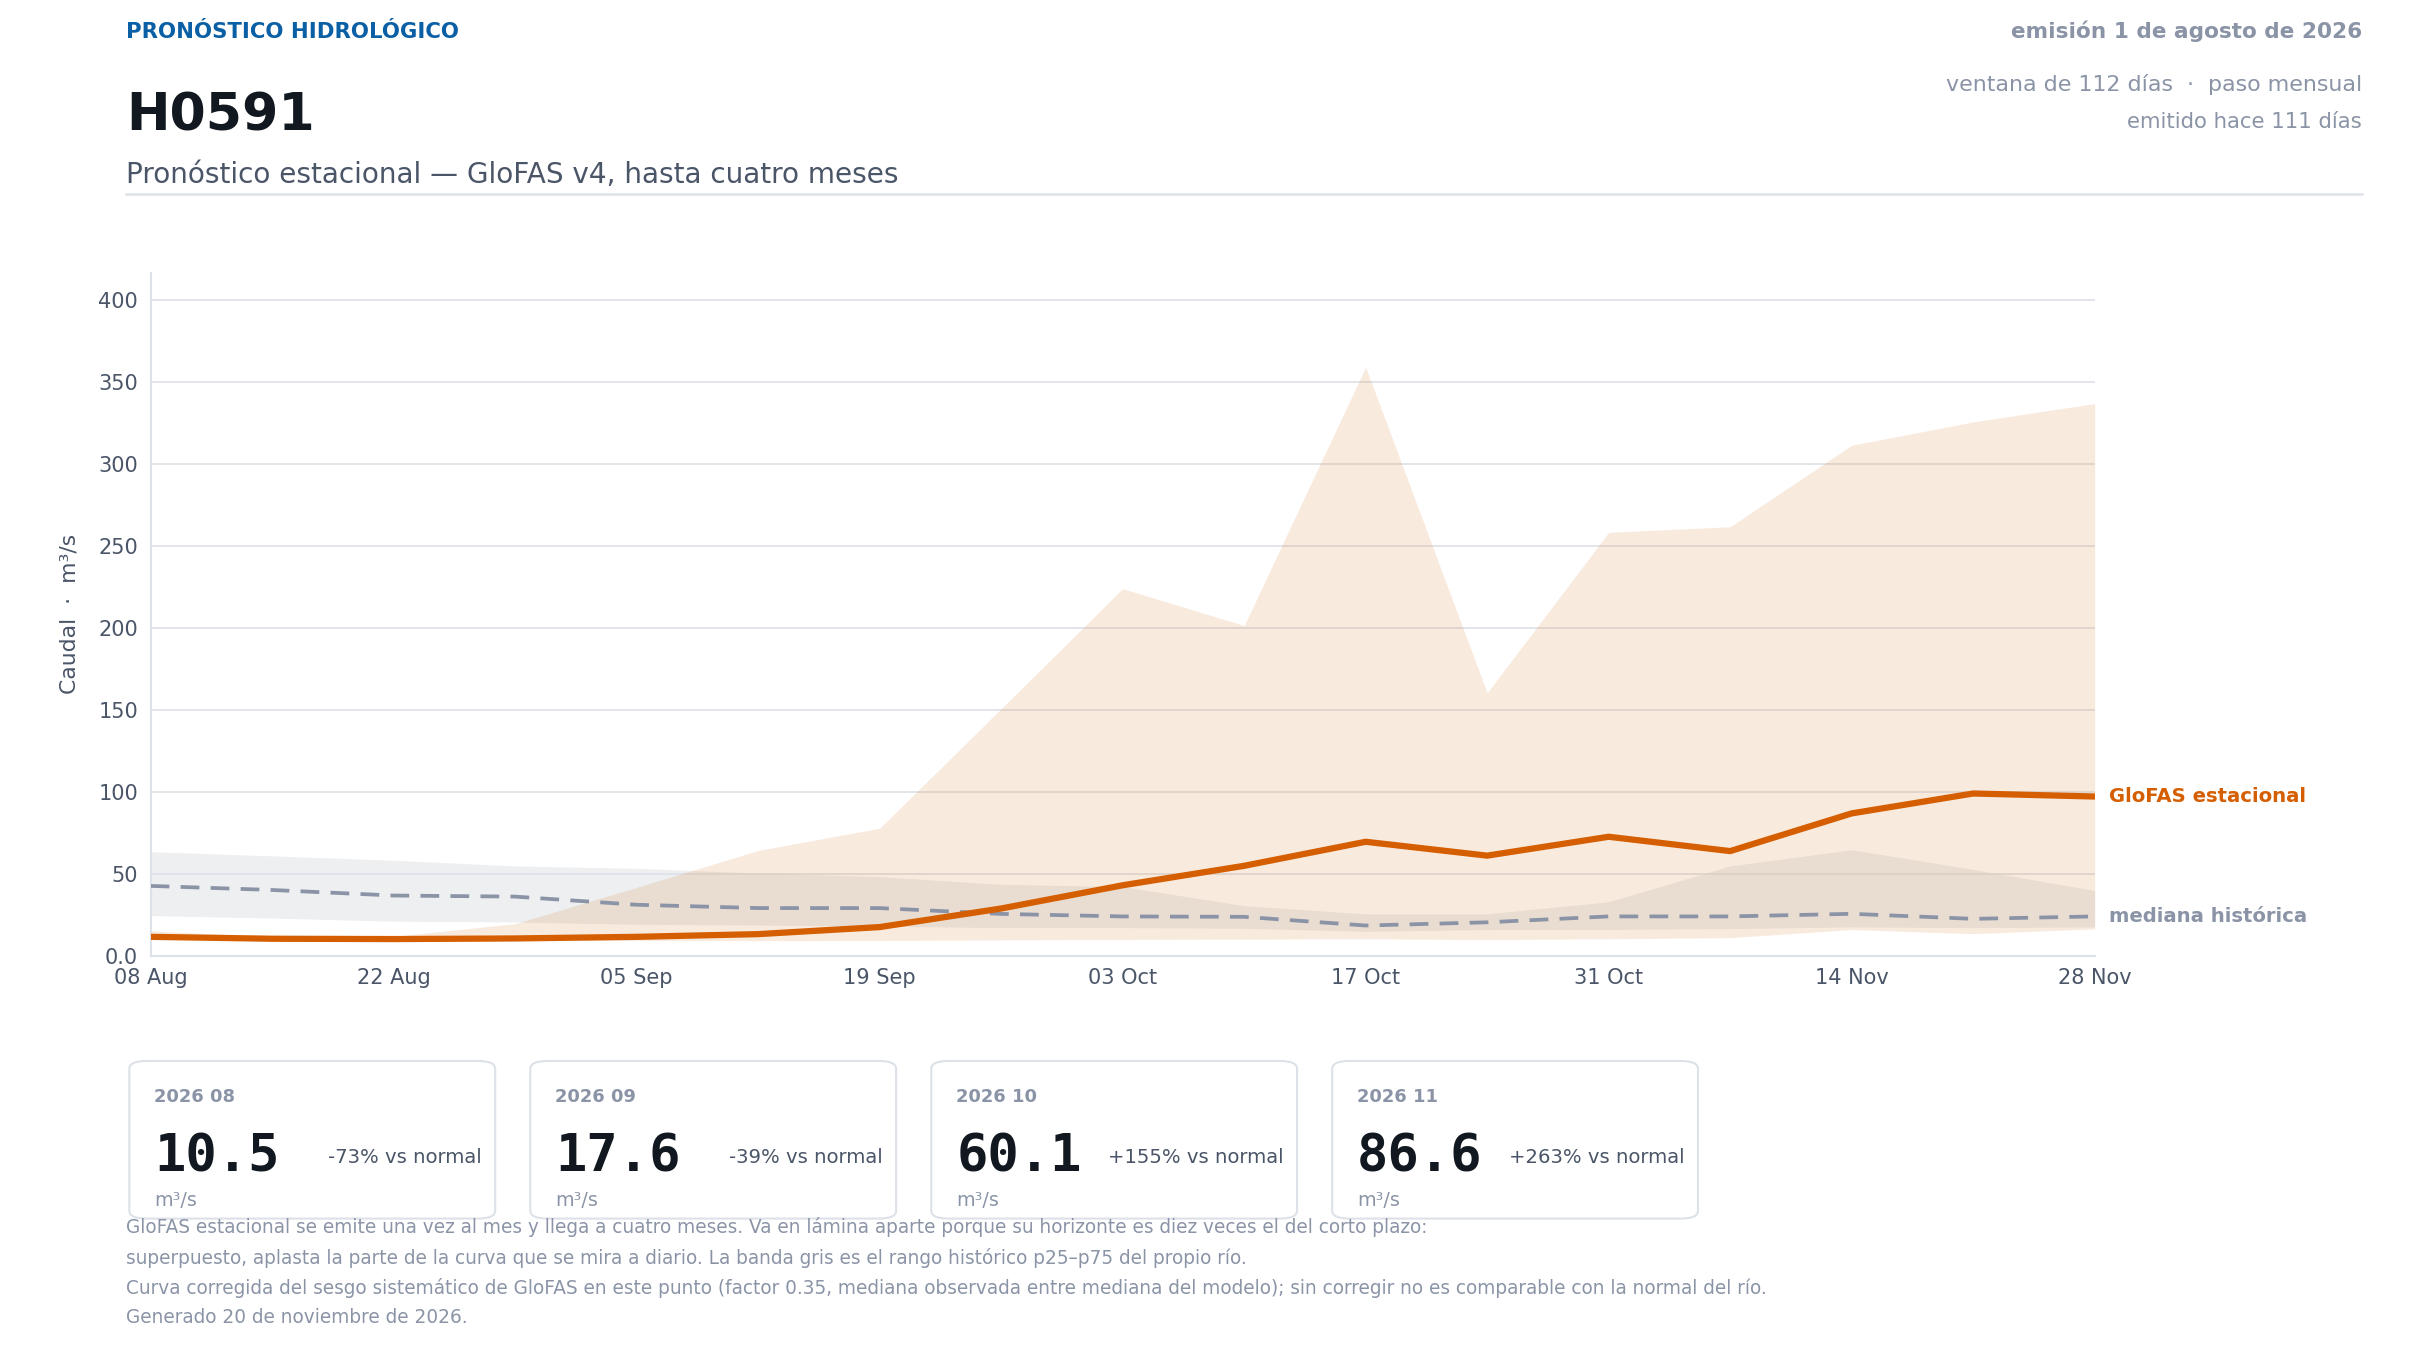 PRONÓSTICO HIDROLÓGICO
emisión 1 de agosto de 2026
H0591
ventana de 112 días · paso mensual
emitido hace 111 días
Pronóstico estacional — GloFAS v4, hasta cuatro meses
Caudal · m³/s
400
350
300
250
200
150
100
50
0.0
GloFAS estacional
mediana histórica
08 Aug
22 Aug
05 Sep
19 Sep
03 Oct
17 Oct
31 Oct
14 Nov
28 Nov
2026 08
10.5
-73% vs normal
m³/s
2026 09
17.6
-39% vs normal
m³/s
2026 10
60.1
+155% vs normal
m³/s
2026 11
86.6
+263% vs normal
m³/s
GloFAS estacional se emite una vez al mes y llega a cuatro meses. Va en lámina aparte porque su horizonte es diez veces el del corto plazo:
superpuesto, aplasta la parte de la curva que se mira a diario. La banda gris es el rango histórico p25–p75 del propio río.
Curva corregida del sesgo sistemático de GloFAS en este punto (factor 0.35, mediana observada entre mediana del modelo); sin corregir no es comparable con la normal del río.
Generado 20 de noviembre de 2026.